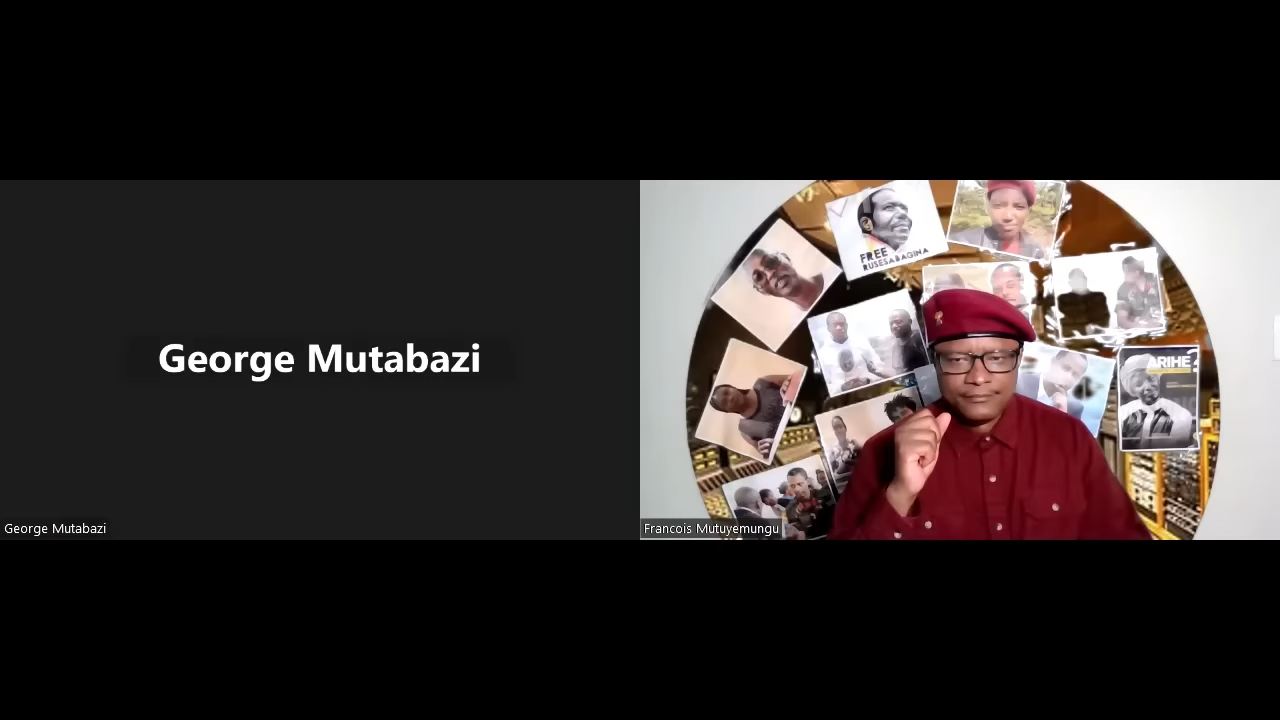 George Mutabazi
George Mutabazi
FREE
RUSESABAGINA
ARIHE
Francois Mutuyemungu